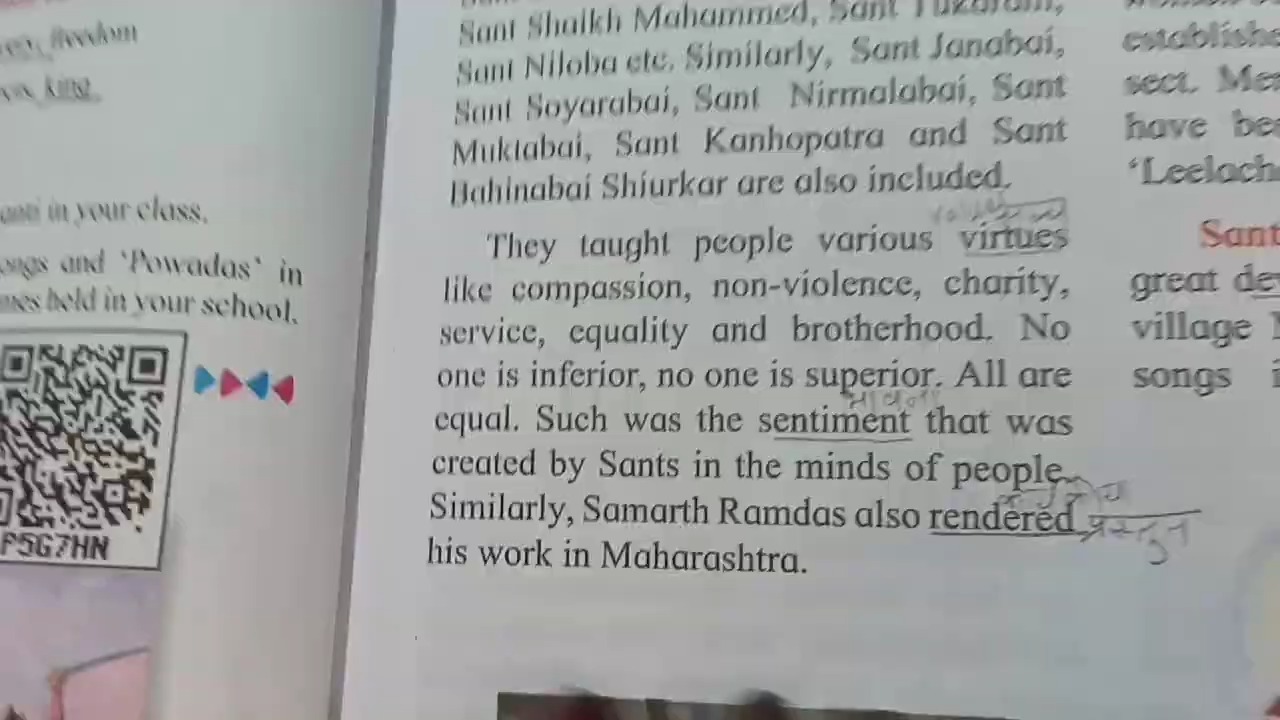 freedom
king
anti in your class.
ongs and 'Powadas' in
mes held in your school.
P5G7HN
Sant Shaikh Mahammed, Sant Tukaram,
Sant Niloba etc. Similarly, Sant Janabai,
Sant Soyarabai, Sant Nirmalabai, Sant
Muktabai, Sant Kanhopatra and Sant
Bahinabai Shiurkar are also included.
They taught people various virtues
like compassion, non-violence, charity,
service, equality and brotherhood. No
one is inferior, no one is superior. All are
भावना
equal. Such was the sentiment that was
created by Sants in the minds of people.
Similarly, Samarth Ramdas also rendered
प्रस्तुत
his work in Maharashtra.
establishe
sect. Me
have be
'Leelach
Sant
great de
village
songs i